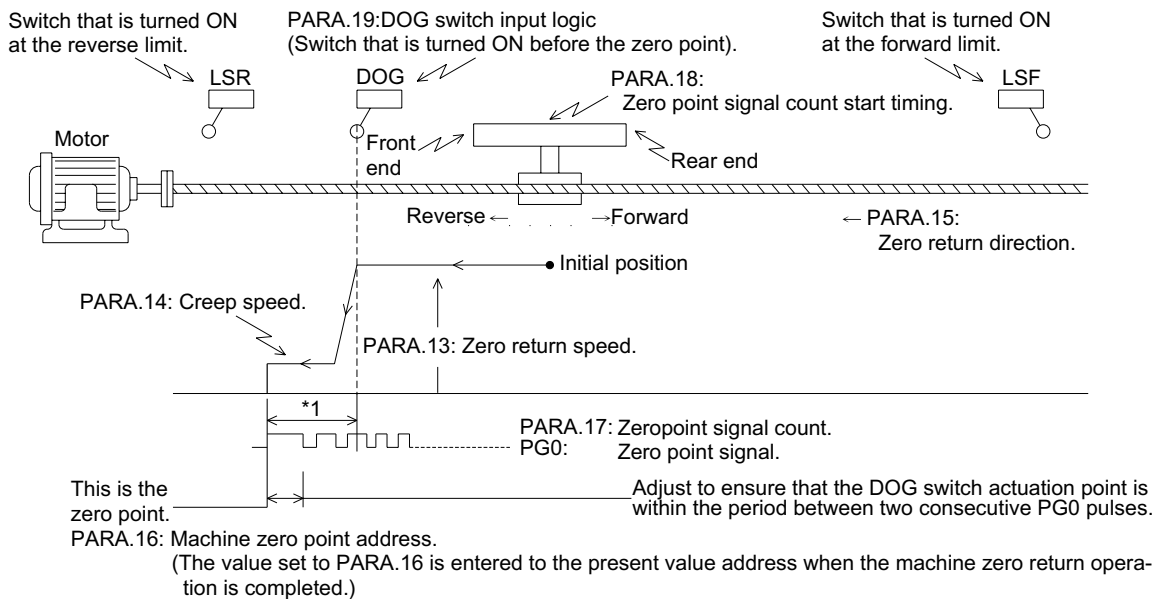 Switch that is turned ON
at the reverse limit.
PARA.19:DOG switch input logic
(Switch that is turned ON before the zero point).
Switch that is turned ON
at the forward limit.
LSR
DOG
LSF
PARA.18:
Zero point signal count start timing.
Motor
Front
end
Rear end
Reverse
Forward
PARA.15:
Zero return direction.
Initial position
PARA.14: Creep speed.
PARA.13: Zero return speed.
*1
PARA.17: Zeropoint signal count.
PG0: Zero point signal.
This is the
zero point.
Adjust to ensure that the DOG switch actuation point is
within the period between two consecutive PG0 pulses.
PARA.16: Machine zero point address.
(The value set to PARA.16 is entered to the present value address when the machine zero return opera-
tion is completed.)